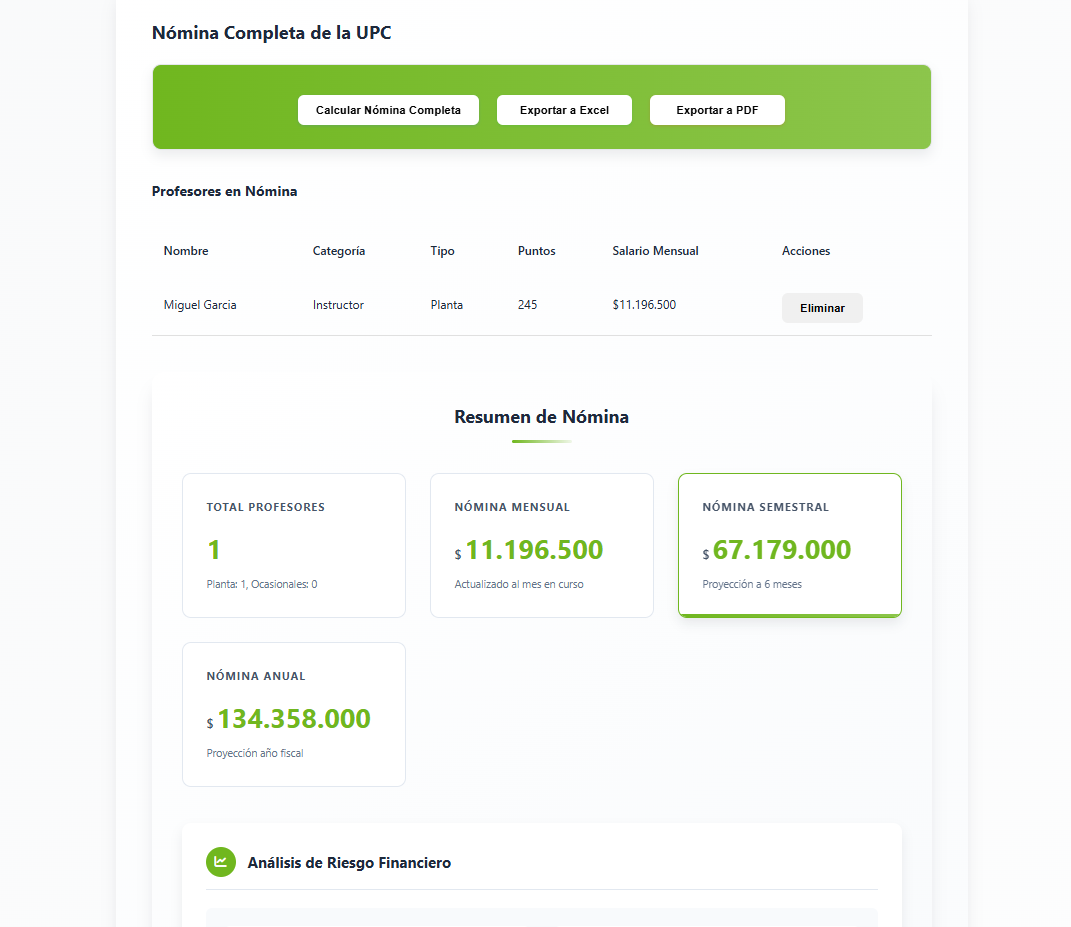 Nómina Completa de la UPC
Calcular Nómina Completa Exportar a Excel Exportar a PDF
Profesores en Nómina
Nombre Categoría Tipo Puntos Salario Mensual Acciones
Miguel Garcia Instructor Planta 245 $11.196.500 Eliminar
Resumen de Nómina
TOTAL PROFESORES
1
Planta: 1, Ocasionales: 0
NÓMINA MENSUAL
$ 11.196.500
Actualizado al mes en curso
NÓMINA SEMESTRAL
$ 67.179.000
Proyección a 6 meses
NÓMINA ANUAL
$ 134.358.000
Proyección año fiscal
Análisis de Riesgo Financiero